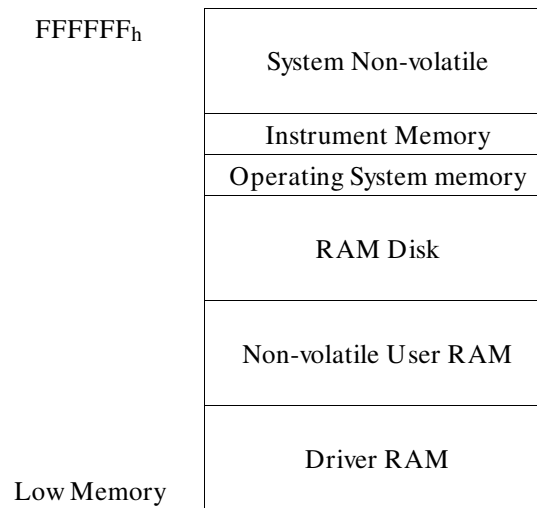 FFFFFFh
System Non-volatile
Instrument Memory
Operating System memory
RAM Disk
Non-volatile User RAM
Driver RAM
Low Memory